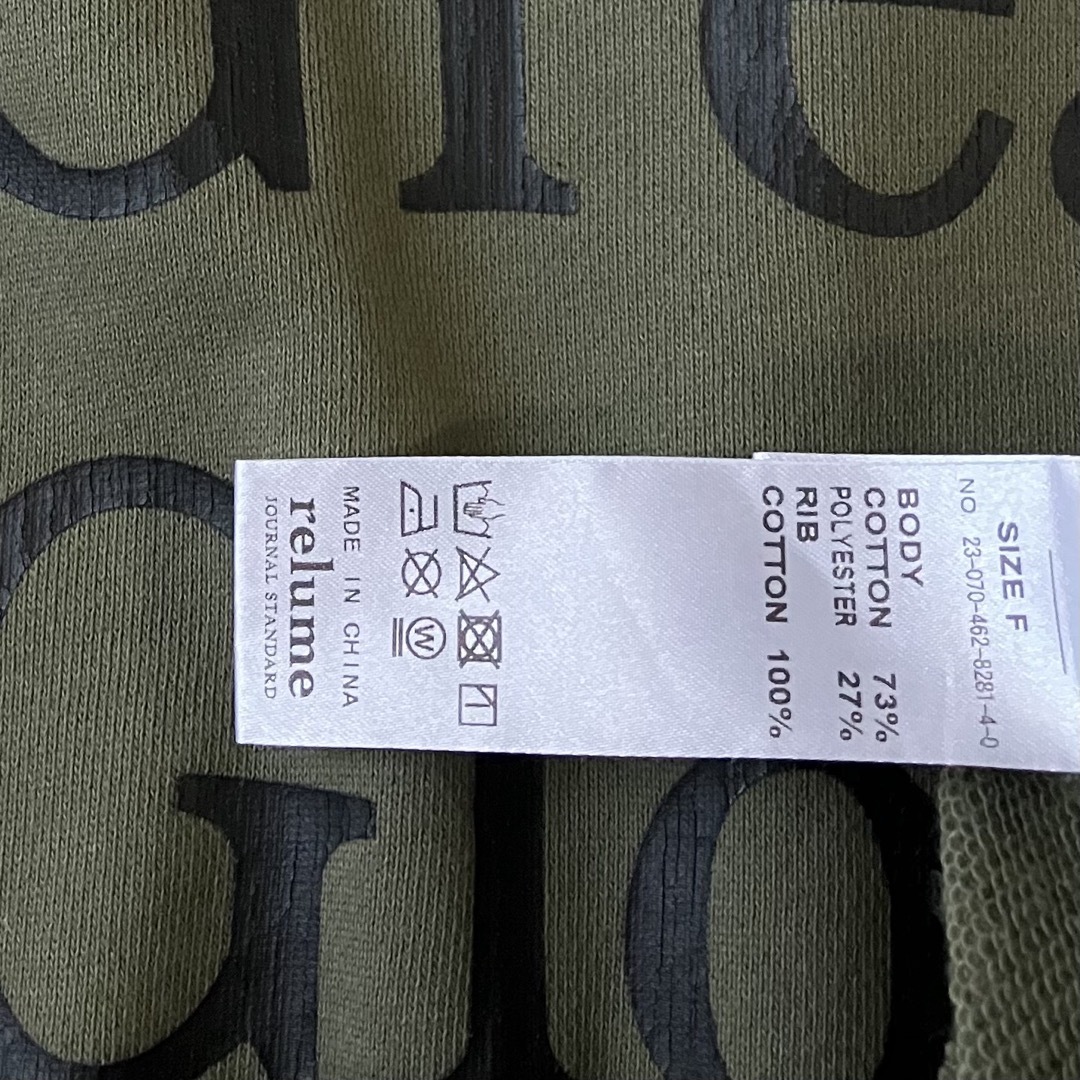 SIZE F
NO 23-070-462-8281-4-0
BODY
COTTON 73%
POLYESTER 27%
RIB
COTTON 100%
W
MADE IN CHINA
relume
JOURNAL STANDARD
Glo